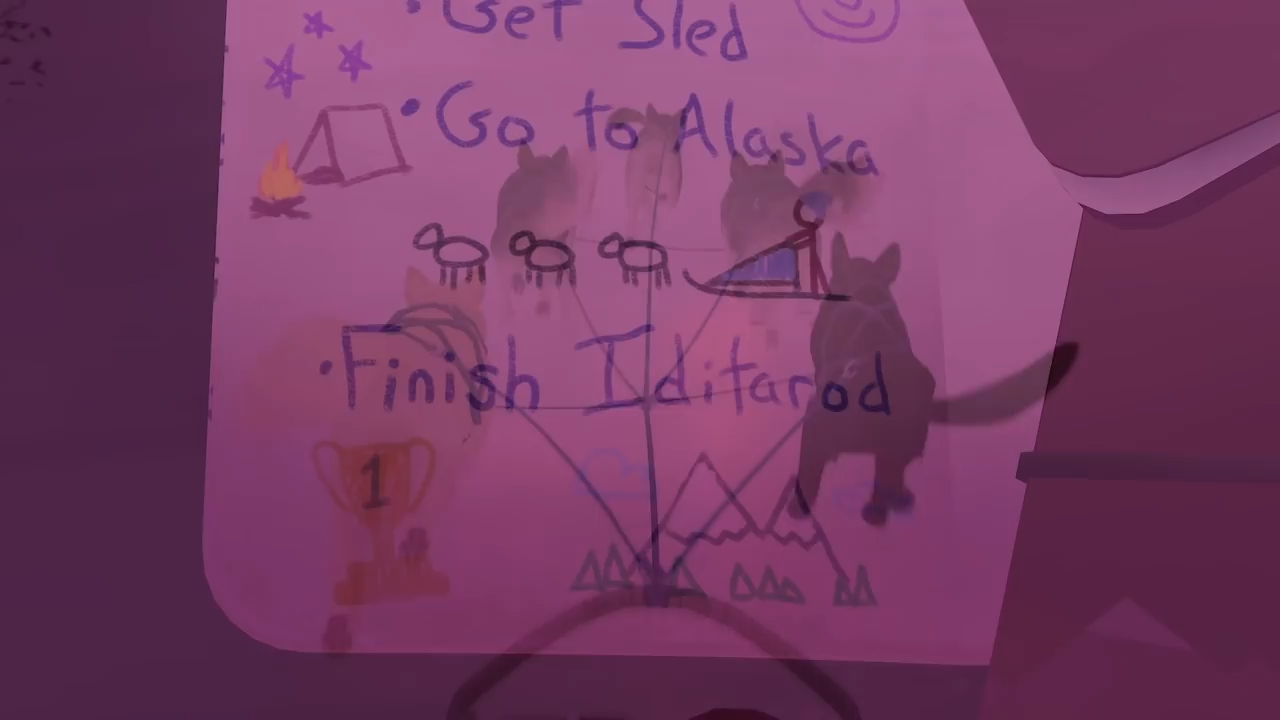 • Get Sled
• Go to Alaska
• Finish Iditarod
1